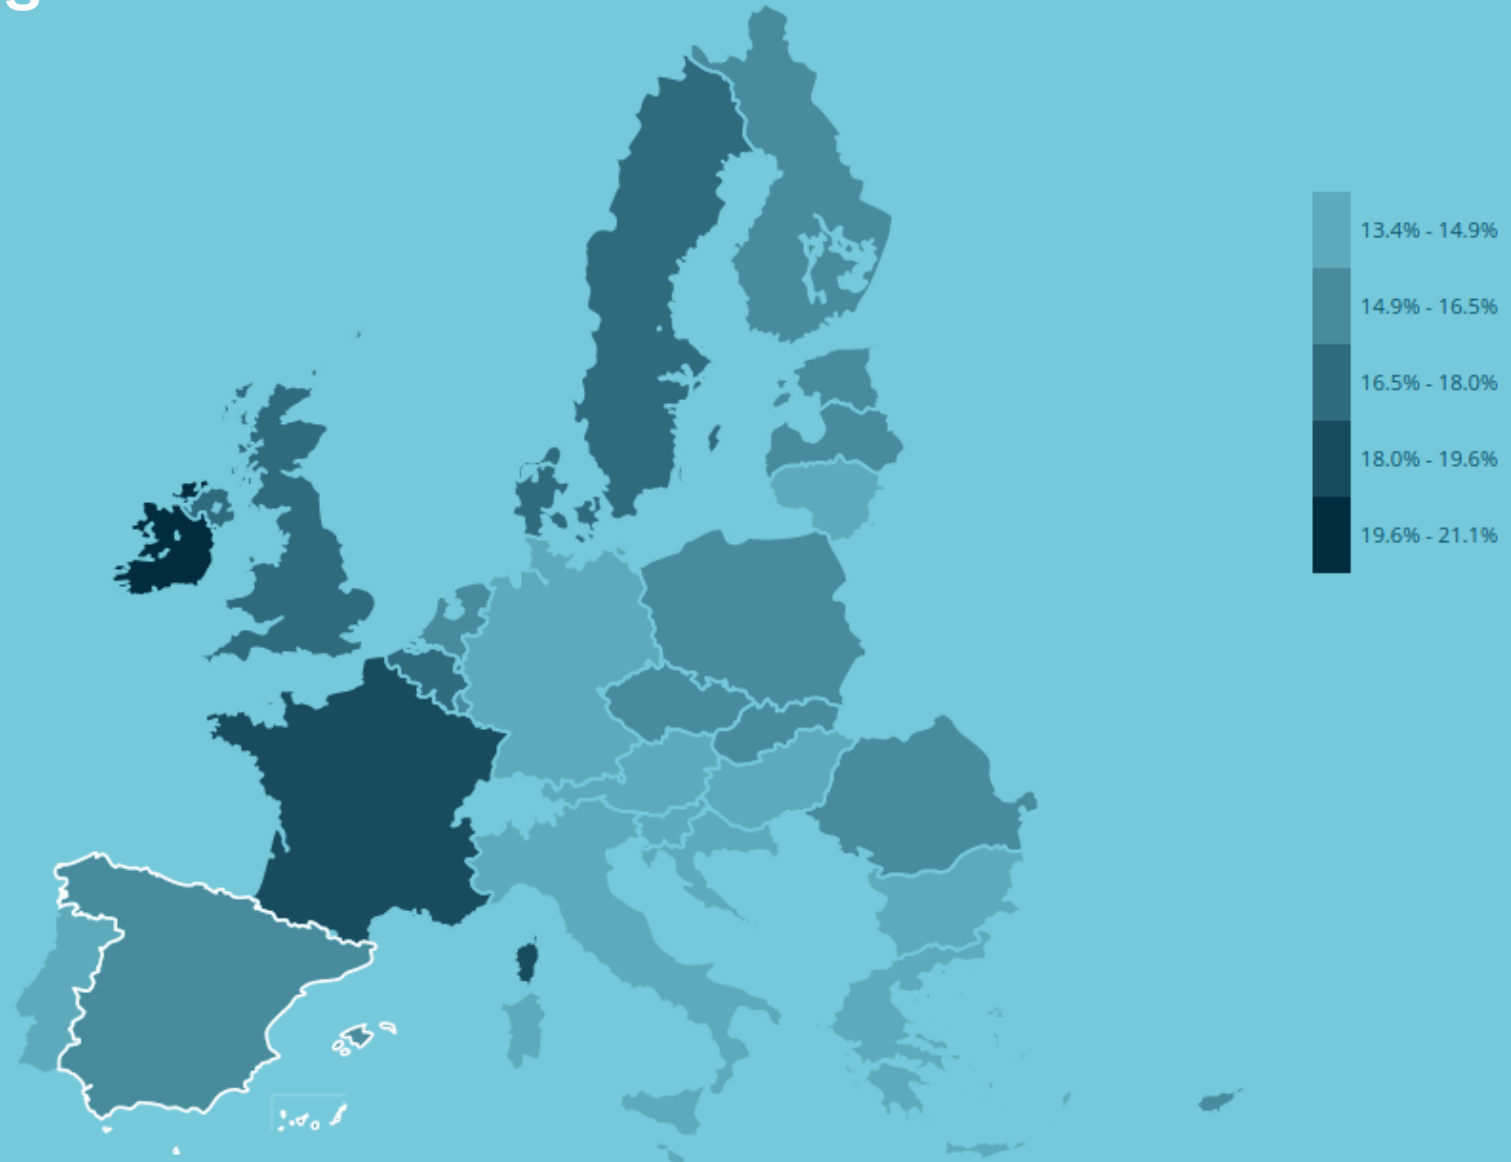 g
13.4% - 14.9%
14.9% - 16.5%
16.5% - 18.0%
18.0% - 19.6%
19.6% - 21.1%